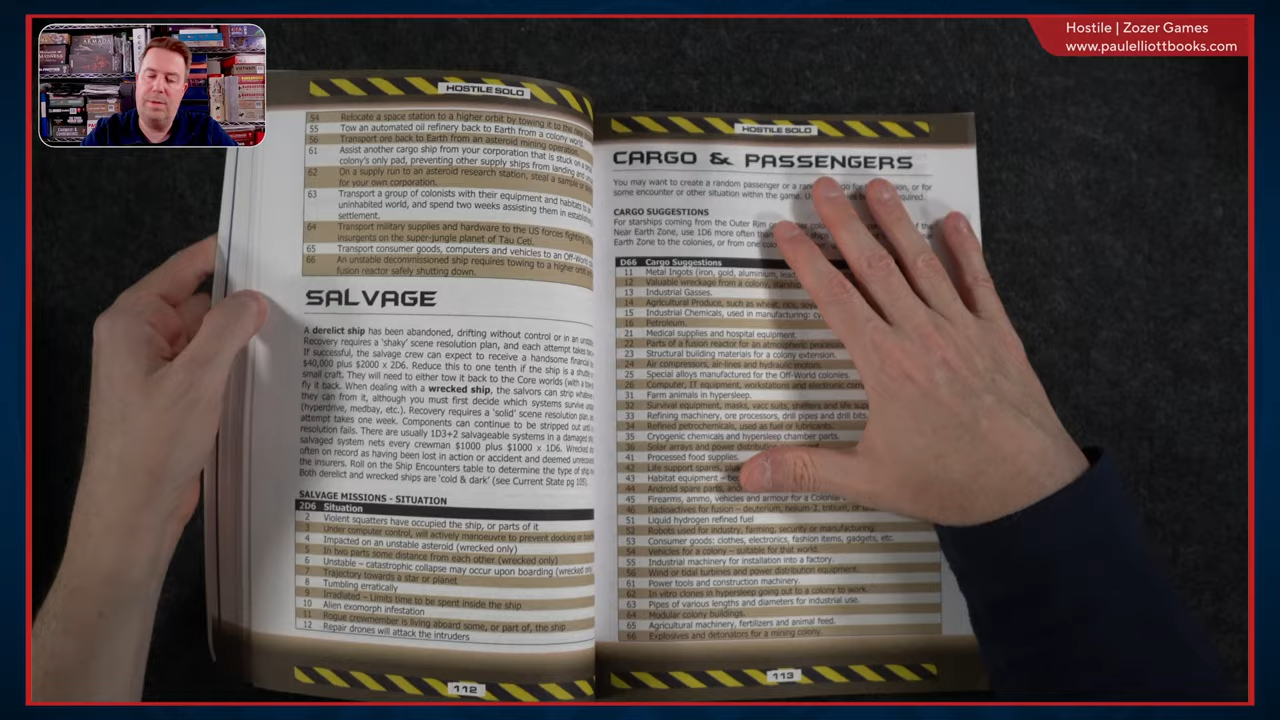 Hostile | Zozer Games
www.paulelliottbooks.com
HOSTILE SOLO
54 Relocate a space station to a higher orbit by towing it to the
55 Tow an automated oil refinery back to Earth from a colony world.
56 Transport ore back to Earth from an asteroid mining operation.
61 Assist another cargo ship from your corporation that is stuck on a
colony's only pad, preventing other supply ships from landing and
62 On a supply run to an asteroid research station, steal a sample
for your own corporation.
63 Transport a group of colonists with their equipment and habitats to
uninhabited world, and spend two weeks assisting them in
settlement.
64 Transport military supplies and hardware to the US forces fighting
insurgents on the super-jungle planet of Tau Ceti.
65 Transport consumer goods, computers and vehicles to an Off-World
66 An unstable decommissioned ship requires towing to a higher orbit
fusion reactor safely shutting down.
SALVAGE
A derelict ship has been abandoned, drifting without control or in an
Recovery requires a 'shaky' scene resolution plan, and each attempt takes
If successful, the salvage crew can expect to receive a handsome
$40,000 plus $2000 x 2D6. Reduce this to one tenth if the ship is a
small craft. They will need to either tow it back to the Core worlds (with a
fly it back. When dealing with a wrecked ship, the salvors can strip
they can from it, although you must first decide which systems survive
(hyperdrive, medbay, etc.). Recovery requires a 'solid' scene resolution plan,
attempt takes one week. Components can continue to be stripped out
resolution fails. There are usually 1D3+2 salvageable systems in a damaged
salvaged system nets every crewman $1000 plus $1000 x 1D6.
often on record as having been lost in action or accident and deemed
the insurers. Roll on the Ship Encounters table to determine the type of
Both derelict and wrecked ships are 'cold & dark' (see Current State pg 105).
SALVAGE MISSIONS - SITUATION
2D6 Situation
2 Violent squatters have occupied the ship, or parts of it
3 Under computer control, will actively manoeuvre to prevent docking or
4 Impacted on an unstable asteroid (wrecked only)
5 In two parts some distance from each other (wrecked only)
6 Unstable – catastrophic collapse may occur upon boarding (wrecked
7 Trajectory towards a star or planet
8 Tumbling erratically
9 Irradiated – Limits time to be spent inside the ship
10 Alien exomorph infestation
11 Rogue crewmember is living aboard some, or part of, the ship
12 Repair drones will attack the intruders
112
HOSTILE SOLO
CARGO & PASSENGERS
You may want to create a random passenger or a
some encounter or other situation within the game.
CARGO SUGGESTIONS
For starships coming from the Outer Rim
Near Earth Zone, use 1D6 more often than
Earth Zone to the colonies, or from one
D66 Cargo Suggestions
11 Metal Ingots (iron, gold, aluminium, lead
12 Valuable wreckage from a colony,
13 Industrial Gasses.
14 Agricultural Produce, such as wheat, rice,
15 Industrial Chemicals, used in manufacturing:
16 Petroleum.
21 Medical supplies and hospital equipment.
22 Parts of a fusion reactor for an atmospheric
23 Structural building materials for a colony extension.
24 Air compressors, air-lines and hydraulic motors.
25 Special alloys manufactured for the Off-World colonies.
26 Computer, IT equipment, workstations and electronic
31 Farm animals in hypersleep.
32 Survival equipment, masks, vacc suits, shelters and life
33 Refining machinery, ore processors, drill pipes and drill bits.
34 Refined petrochemicals, used as fuel or lubricants.
35 Cryogenic chemicals and hypersleep chamber parts.
36 Solar arrays and power distribution
41 Processed food supplies.
42 Life support spares,
43 Habitat equipment –
44 Android spare parts, and
45 Firearms, ammo, vehicles and armour for a Colonial
46 Radioactives for fusion – deuterium, helium-3, tritium, or
51 Liquid hydrogen refined fuel
52 Robots used for industry, farming, security or manufacturing.
53 Consumer goods: clothes, electronics, fashion items, gadgets, etc.
54 Vehicles for a colony – suitable for that world.
55 Industrial machinery for installation into a factory.
56 Wind or tidal turbines and power distribution equipment.
61 Power tools and construction machinery.
62 In vitro clones in hypersleep going out to a colony to work.
63 Pipes of various lengths and diameters for industrial use.
64 Modular colony buildings.
65 Agricultural machinery, fertilizers and animal feed.
66 Explosives and detonators for a mining colony.
113